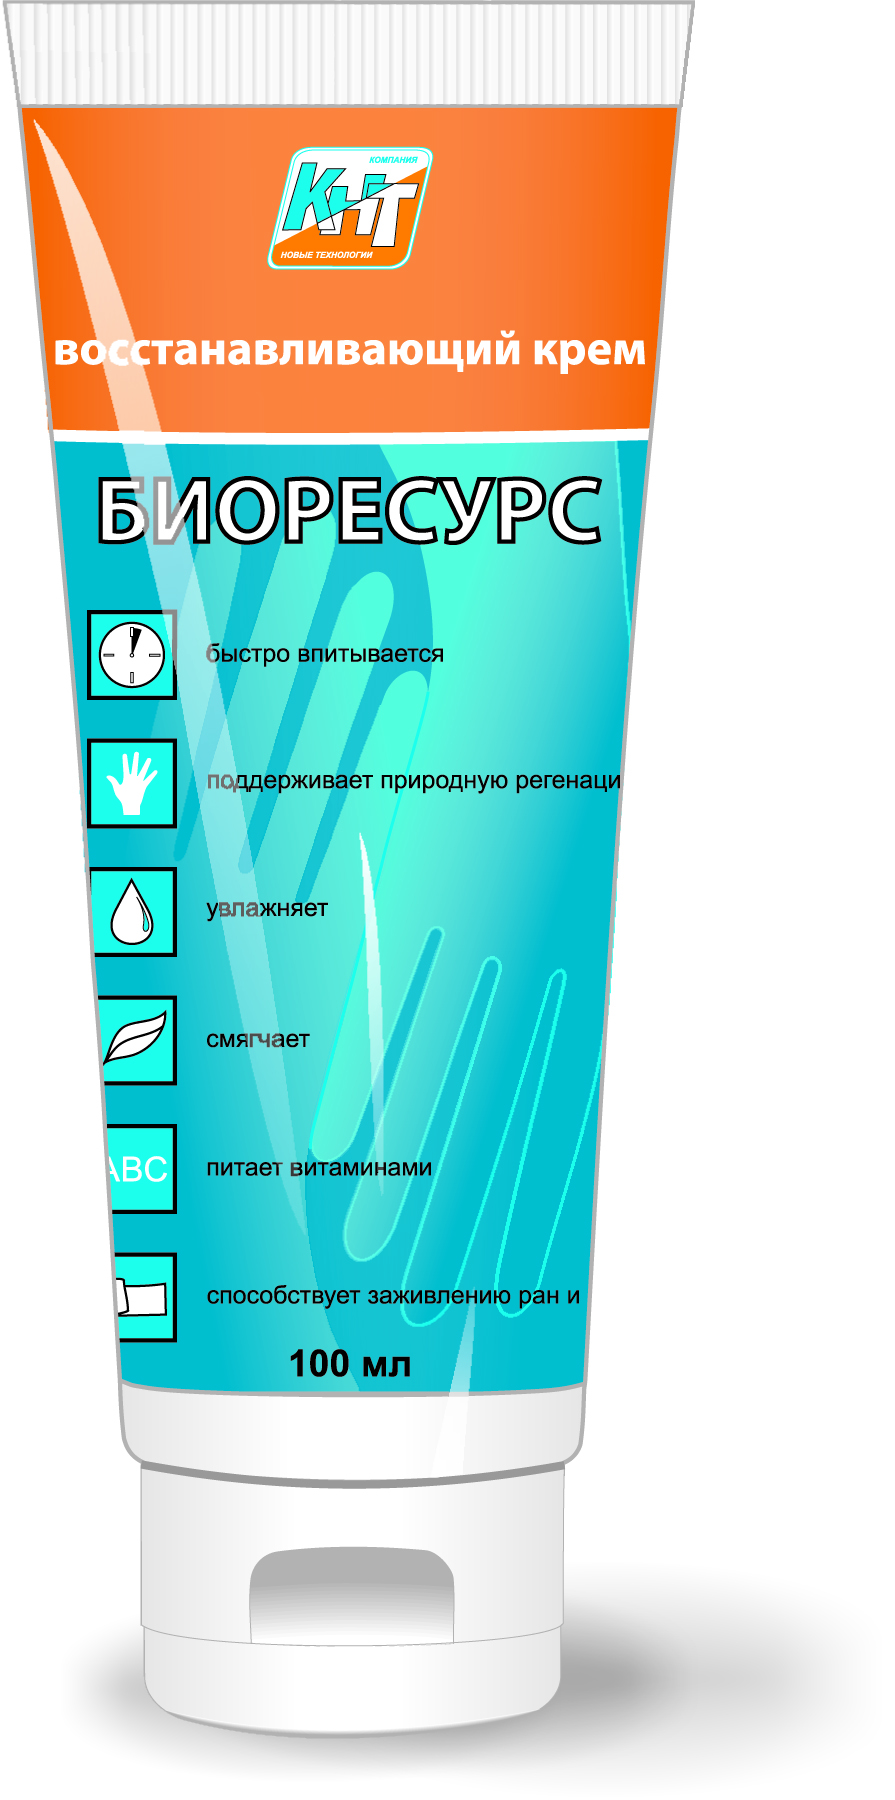 КОМПАНИЯ
КНТ
НОВЫЕ ТЕХНОЛОГИИ
восстанавливающий крем
БИОРЕСУРС
быстро впитывается
поддерживает природную регенаци
увлажняет
смягчает
ABC питает витаминами
способствует заживлению ран и
100 мл